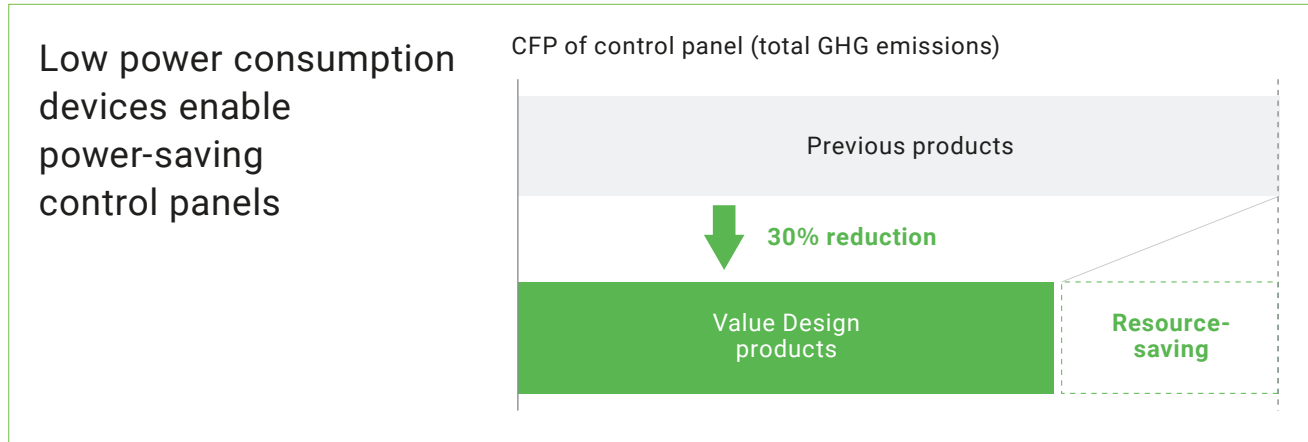 Low power consumption
devices enable
power-saving
control panels
CFP of control panel (total GHG emissions)
Previous products
30% reduction
Value Design
products
Resource-
saving